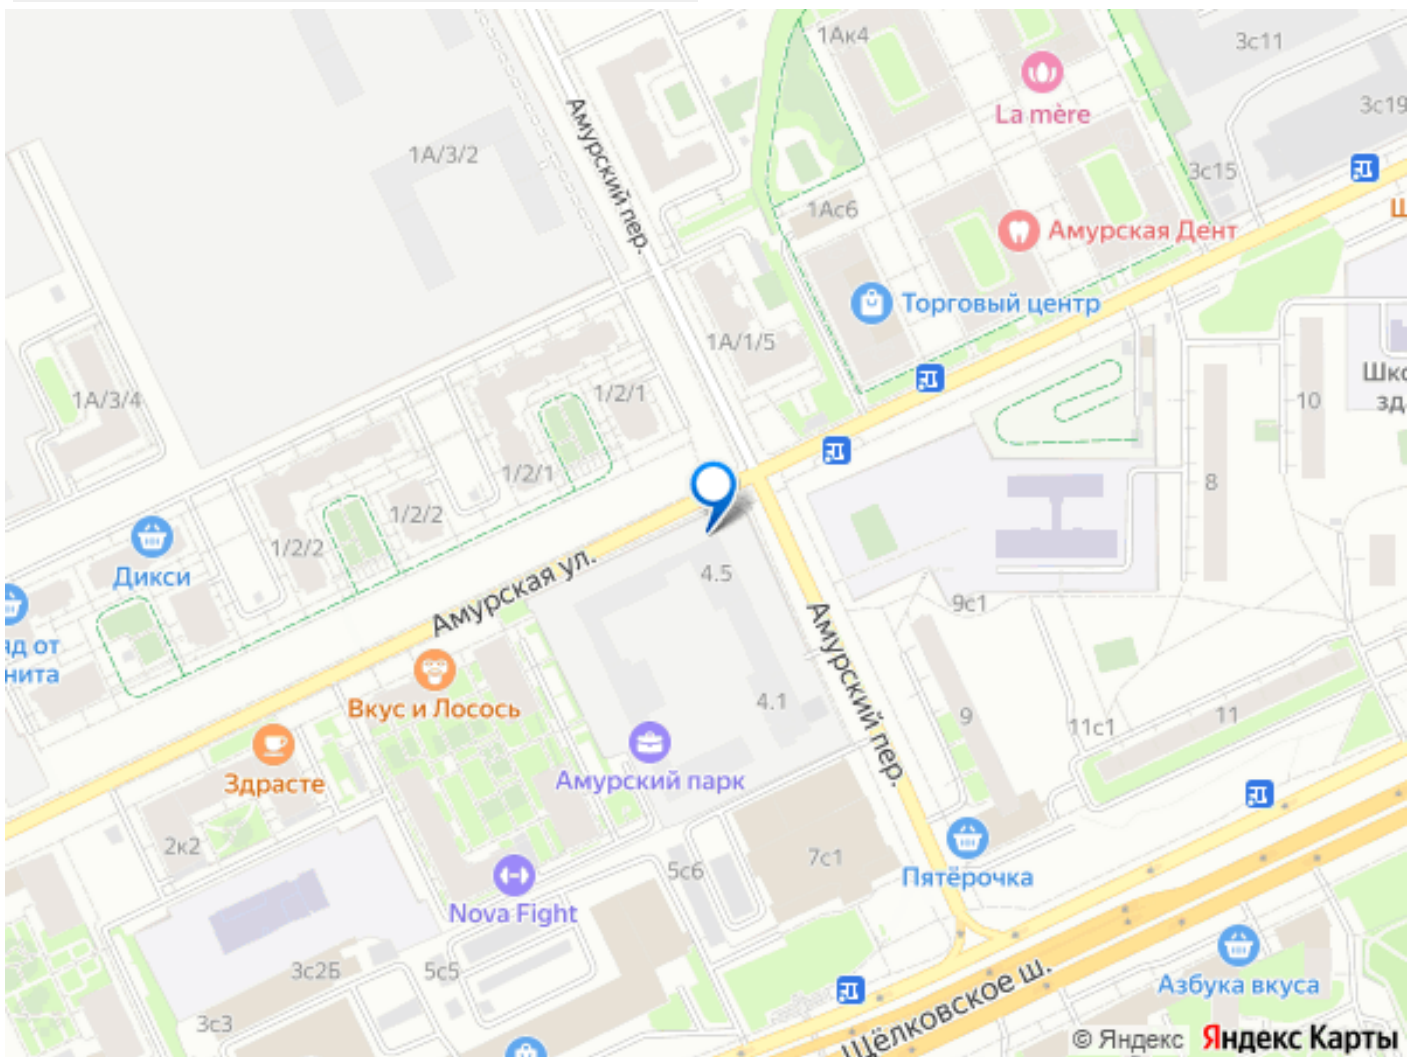 1Ак4
3с11
La mère
3с19
Амурский пер.
1А/3/2
3с15
1Ас6
Амурская Дент
Торговый центр
1А/1/5
1А/3/4
1/2/1
10
1/2/1
8
1/2/2
1/2/2
Дикси
4.5
Амурская ул.
9с1
Амурский пер.
Вкус и Лосось
4.1
9
11с1
11
Здрасте
Амурский парк
2к2
7с1
5с6
Пятёрочка
Nova Fight
3с2Б
5с5
Азбука вкуса
3с3
Щёлковское ш.
© Яндекс Яндекс Карты